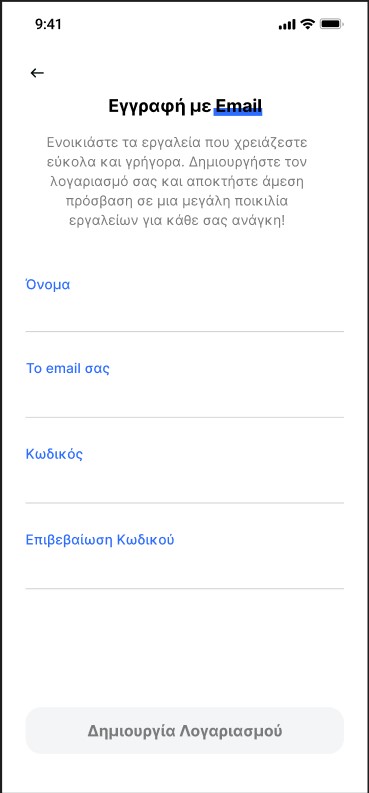 9:41
Εγγραφή με Email
Ενοικιάστε τα εργαλεία που χρειάζεστε
εύκολα και γρήγορα. Δημιουργήστε τον
λογαριασμό σας και αποκτήστε άμεση
πρόσβαση σε μια μεγάλη ποικιλία
εργαλείων για κάθε σας ανάγκη!
Όνομα
Το email σας
Κωδικός
Επιβεβαίωση Κωδικού
Δημιουργία Λογαριασμού